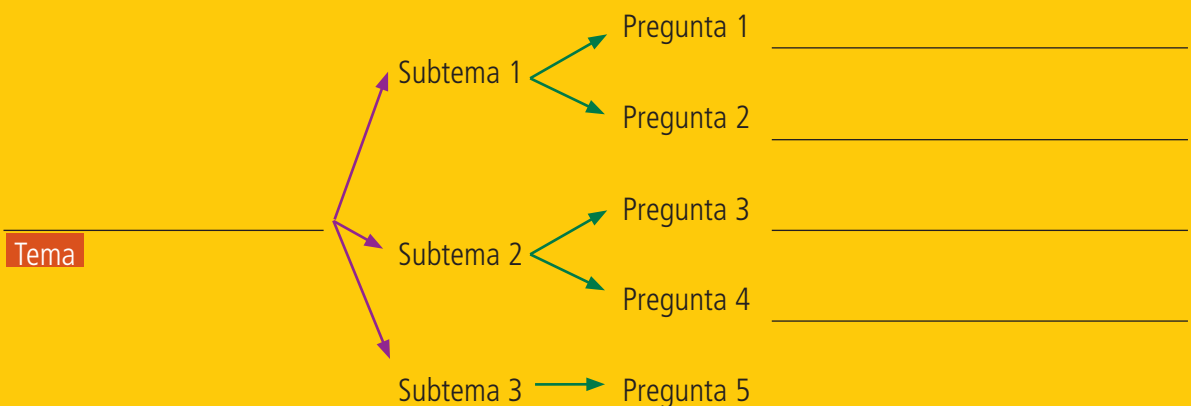 Pregunta 1
Subtema 1
Pregunta 2
Pregunta 3
Tema
Subtema 2
Pregunta 4
Subtema 3
Pregunta 5